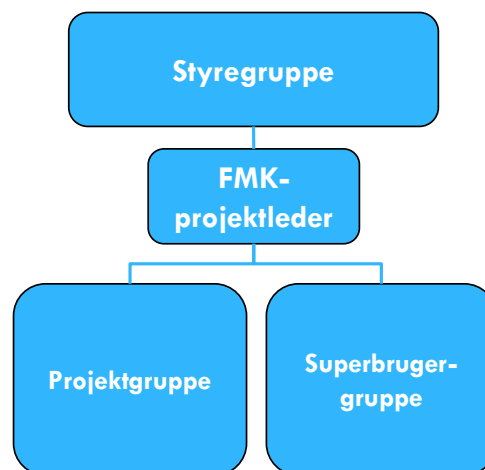 Styregruppe
FMK-
projektleder
Projektgruppe
Superbruger-
gruppe